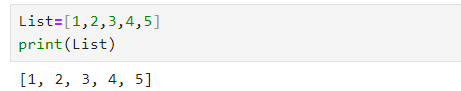 List=[1,2,3,4,5]
print(List)
[1, 2, 3, 4, 5]